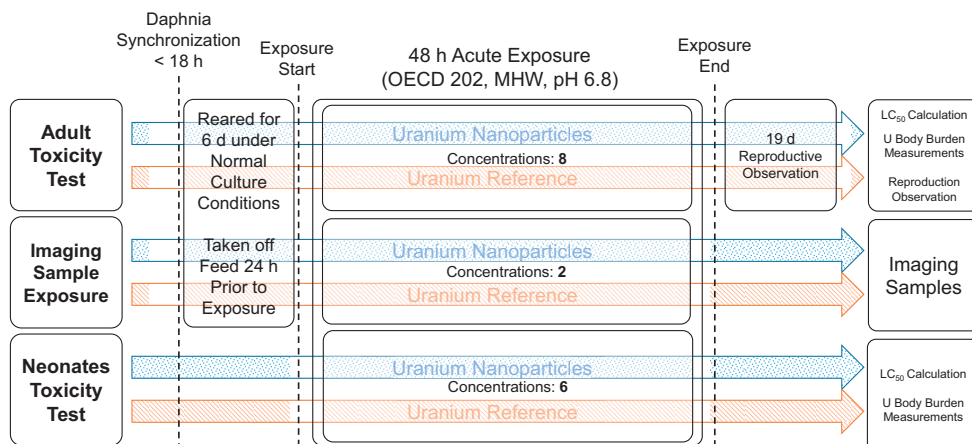 Daphnia
Synchronization
< 18 h
Exposure
Start
48 h Acute Exposure
(OECD 202, MHW, pH 6.8)
Exposure
End
Adult
Toxicity
Test
Reared for
6 d under
Normal
Culture
Conditions
Taken off
Feed 24 h
Prior to
Exposure
Uranium Nanoparticles
Concentrations: 8
Uranium Reference
19 d
Reproductive
Observation
LC50 Calculation
U Body Burden
Measurements
Reproduction
Observation
Imaging
Sample
Exposure
Uranium Nanoparticles
Concentrations: 2
Uranium Reference
Imaging
Samples
Neonates
Toxicity
Test
Uranium Nanoparticles
Concentrations: 6
Uranium Reference
LC50 Calculation
U Body Burden
Measurements